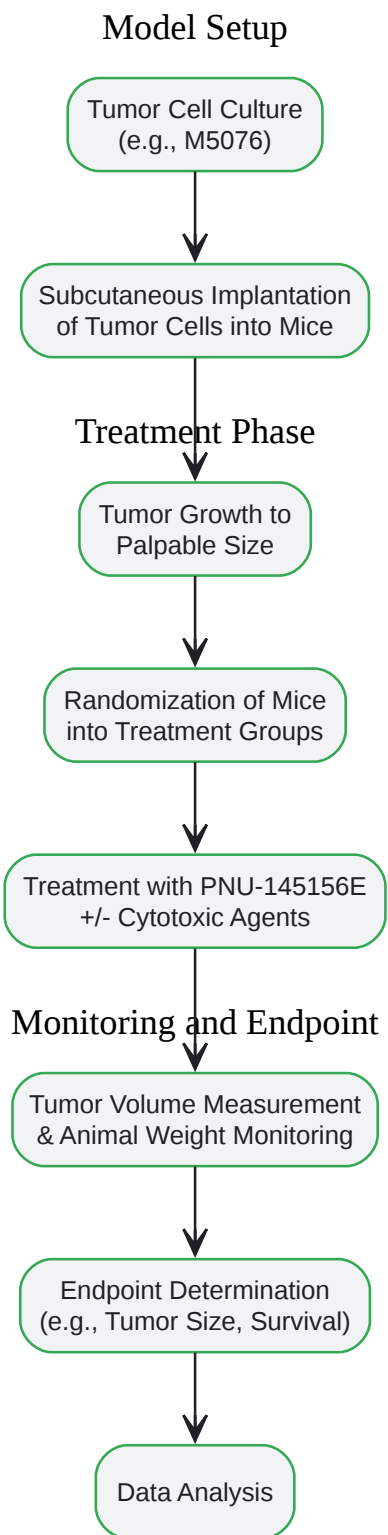 Model Setup
Tumor Cell Culture
(e.g., M5076)
Subcutaneous Implantation
of Tumor Cells into Mice
Treatment Phase
Tumor Growth to
Palpable Size
Randomization of Mice
into Treatment Groups
Treatment with PNU-145156E
+/- Cytotoxic Agents
Monitoring and Endpoint
Tumor Volume Measurement
& Animal Weight Monitoring
Endpoint Determination
(e.g., Tumor Size, Survival)
Data Analysis